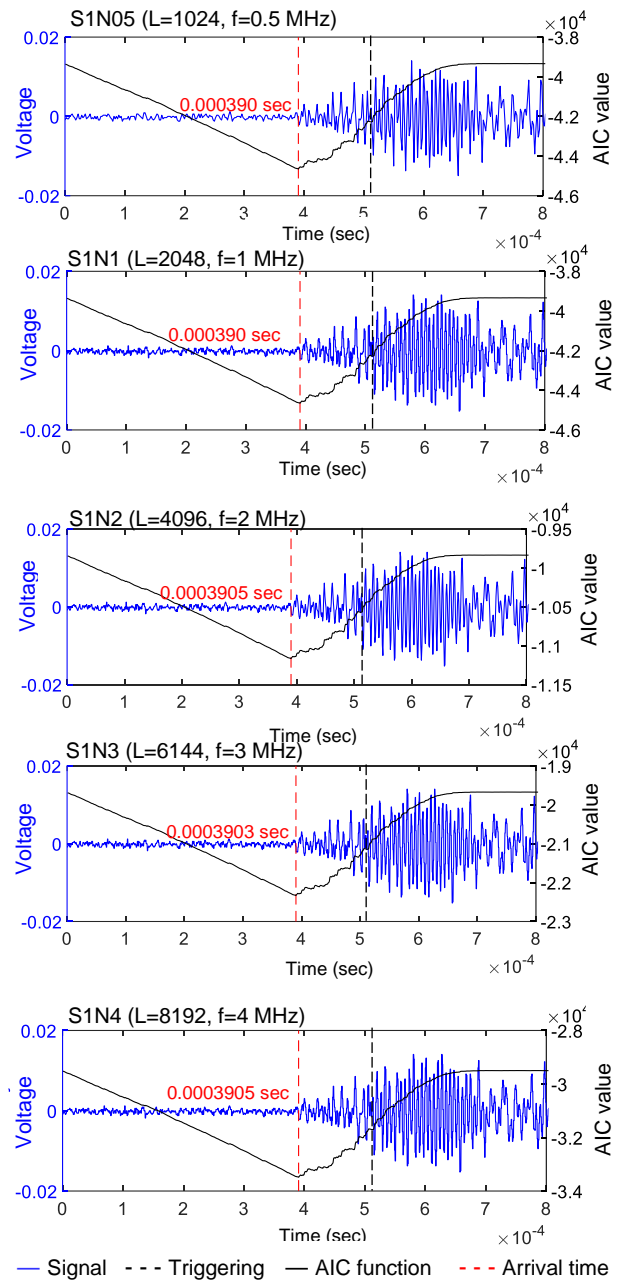 S1N05 (L=1024, f=0.5 MHz)
×10⁴
0.02
0
-0.02
Voltage
0.000390 sec
-3.8
-4
-4.2
-4.4
-4.6
AIC value
0 1 2 3 4 5 6 7 8
Time (sec)
×10⁻⁴
S1N1 (L=2048, f=1 MHz)
×10⁴
0.02
0
-0.02
Voltage
0.000390 sec
-3.8
-4
-4.2
-4.4
-4.6
AIC value
0 1 2 3 4 5 6 7 8
Time (sec)
×10⁻⁴
S1N2 (L=4096, f=2 MHz)
×10⁴
0.02
0
-0.02
Voltage
0.0003905 sec
-0.95
-1
-1.05
-1.1
-1.15
AIC value
0 1 2 3 4 5 6 7 8
Time (sec)
×10⁻⁴
S1N3 (L=6144, f=3 MHz)
×10⁴
0.02
0
-0.02
Voltage
0.0003903 sec
-1.9
-2
-2.1
-2.2
-2.3
AIC value
0 1 2 3 4 5 6 7 8
Time (sec)
×10⁻⁴
S1N4 (L=8192, f=4 MHz)
×10⁴
0.02
0
-0.02
0.0003905 sec
-2.8
-3
-3.2
-3.4
AIC value
0 1 2 3 4 5 6 7 8
Time (sec)
×10⁻⁴
Signal Triggering AIC function Arrival time